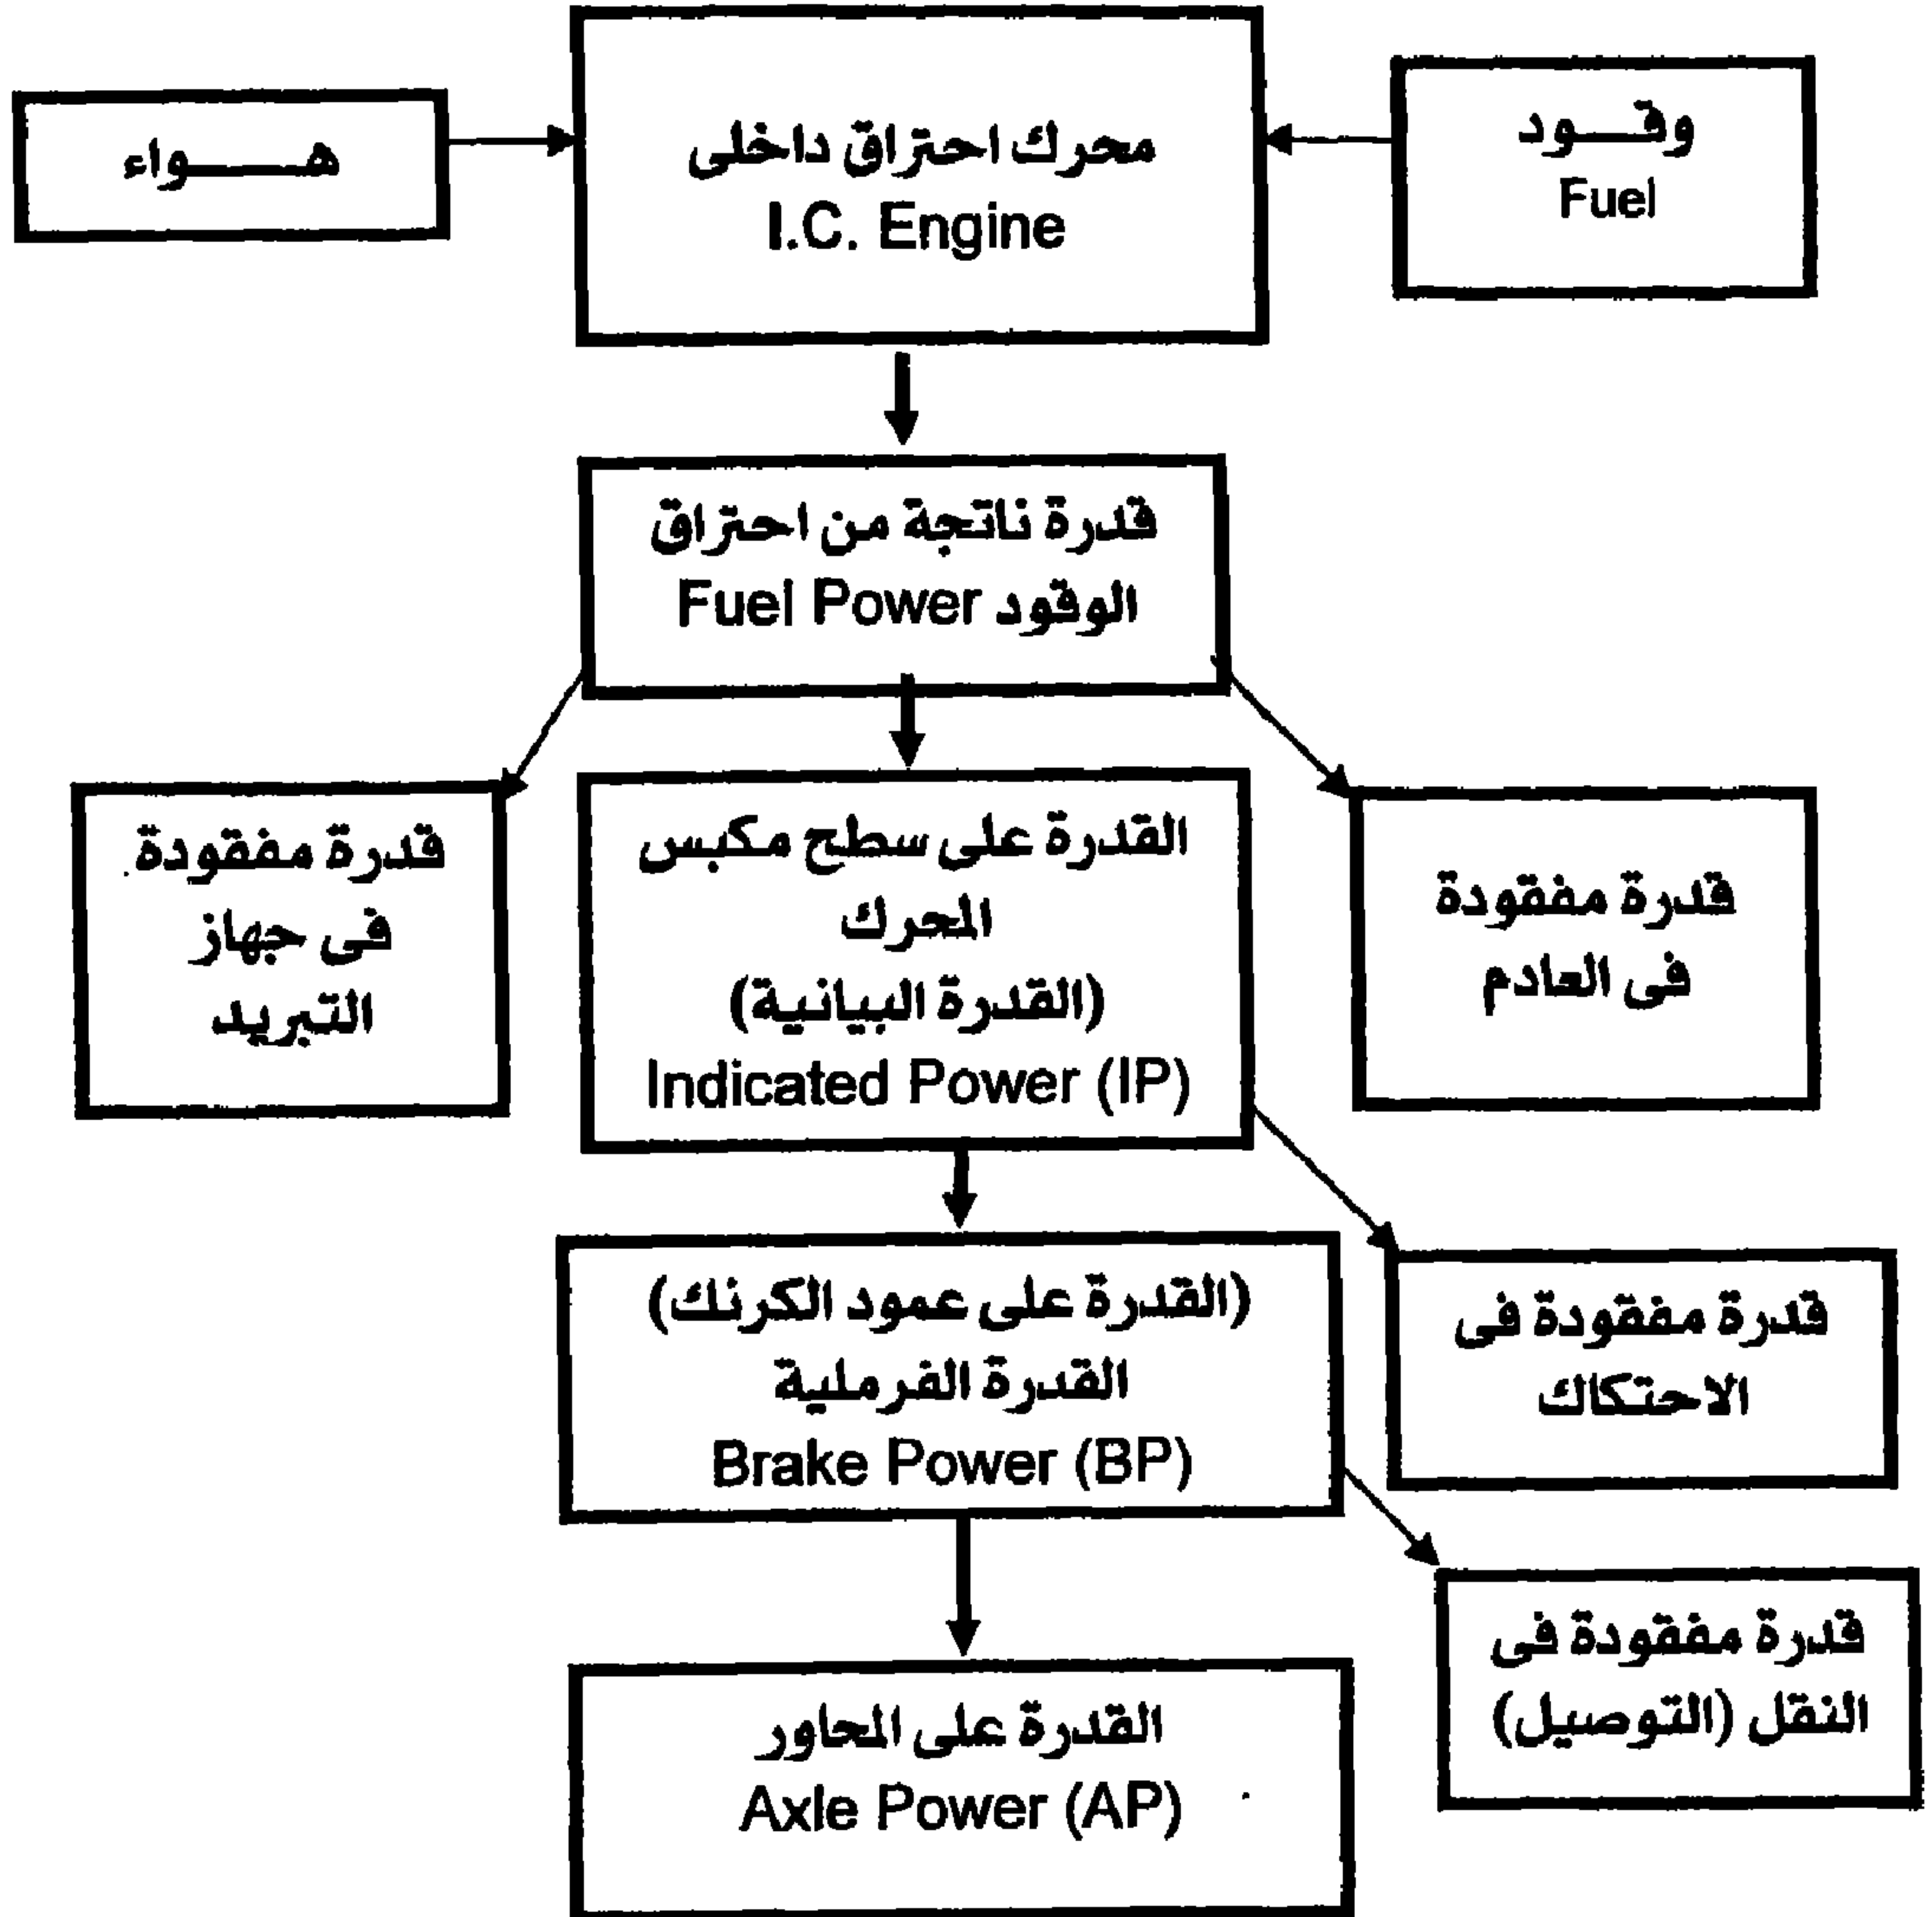 هـــواء
محرك احتراق داخلى
I.C. Engine
وقـــود
Fuel
قدرة ناتجة من احتراق
الوقود Fuel Power
قدرة مفقودة
فى جهاز
التبريد
القدرة على سطح مكبس
المحرك
(القدرة البيانية)
Indicated Power (IP)
قدرة مفقودة
فى العادم
(القدرة على عمود الكرنك)
القدرة الفرملية
Brake Power (BP)
قدرة مفقودة فى
الاحتكاك
القدرة على المحاور
Axle Power (AP)
قدرة مفقودة فى
النقل (التوصيل)